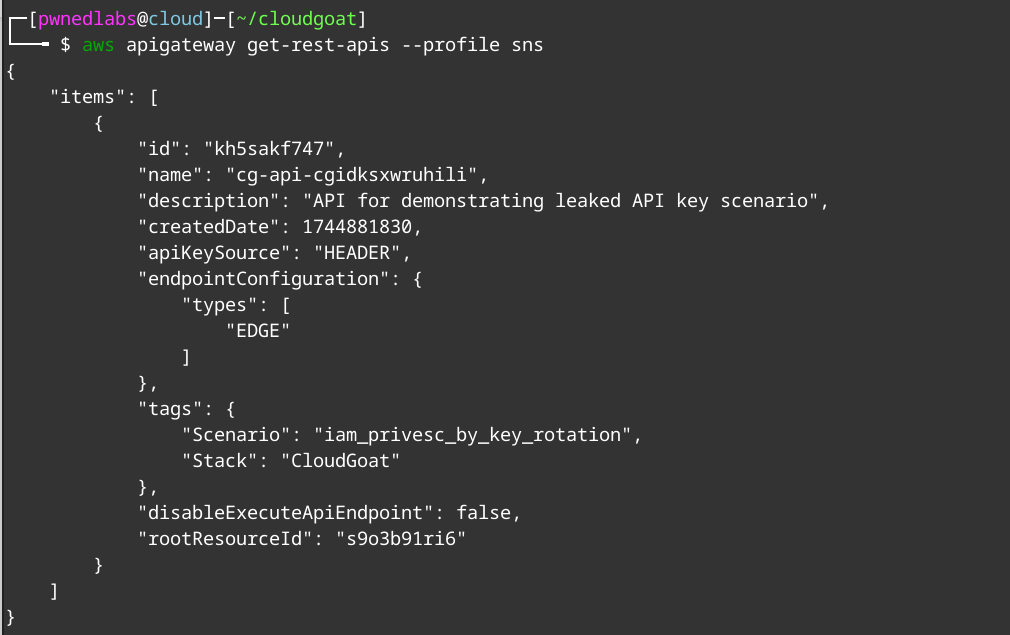 ┌─[pwnedlabs@cloud]─[~/cloudgoat]
└──╼ $ aws apigateway get-rest-apis --profile sns
{
    "items": [
        {
            "id": "kh5sakf747",
            "name": "cg-api-cgidksxwruhili",
            "description": "API for demonstrating leaked API key scenario",
            "createdDate": 1744881830,
            "apiKeySource": "HEADER",
            "endpointConfiguration": {
                "types": [
                    "EDGE"
                ]
            },
            "tags": {
                "Scenario": "iam_privesc_by_key_rotation",
                "Stack": "CloudGoat"
            },
            "disableExecuteApiEndpoint": false,
            "rootResourceId": "s9o3b91ri6"
        }
    ]
}